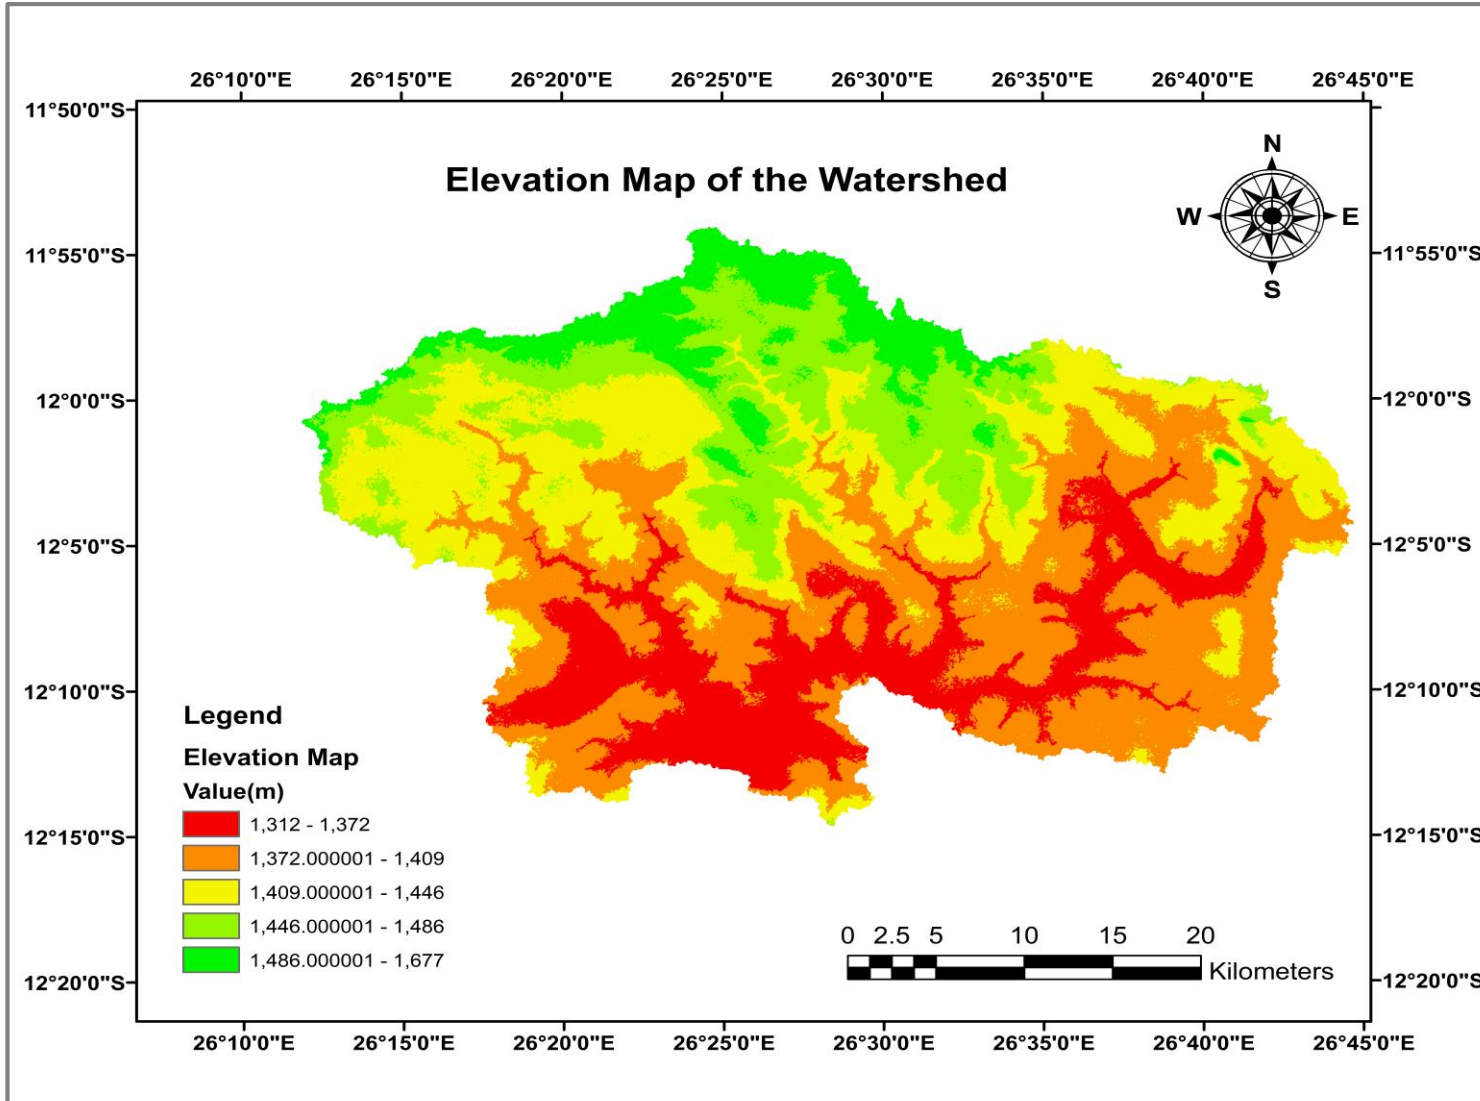 26°10'0"E 26°15'0"E 26°20'0"E 26°25'0"E 26°30'0"E 26°35'0"E 26°40'0"E 26°45'0"E
11°50'0"S
Elevation Map of the Watershed
N
W E
S
11°55'0"S 11°55'0"S
12°0'0"S 12°0'0"S
12°5'0"S 12°5'0"S
12°10'0"S 12°10'0"S
Legend
Elevation Map
Value(m)
1,312 - 1,372
12°15'0"S 12°15'0"S
1,372.000001 - 1,409
1,409.000001 - 1,446
1,446.000001 - 1,486
1,486.000001 - 1,677
0 2.5 5 10 15 20
Kilometers
12°20'0"S 12°20'0"S
26°10'0"E 26°15'0"E 26°20'0"E 26°25'0"E 26°30'0"E 26°35'0"E 26°40'0"E 26°45'0"E